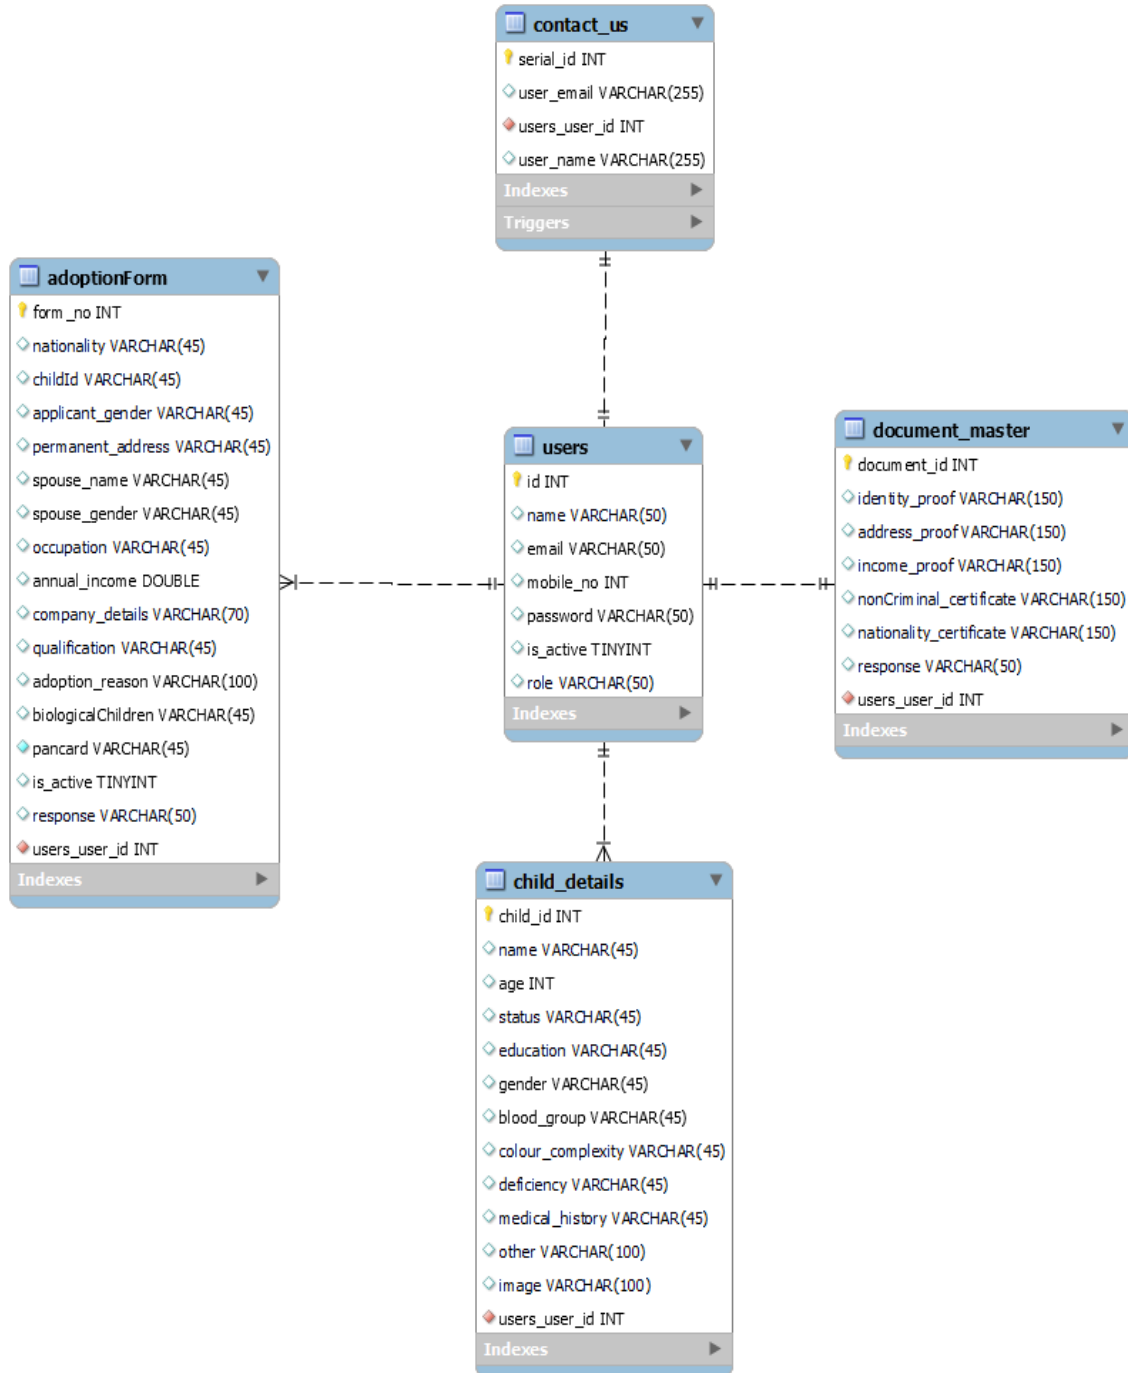 contact_us
serial_id INT
user_email VARCHAR(255)
users_user_id INT
user_name VARCHAR(255)
Indexes
Triggers
adoptionForm
form_no INT
nationality VARCHAR(45)
childId VARCHAR(45)
applicant_gender VARCHAR(45)
permanent_address VARCHAR(45)
spouse_name VARCHAR(45)
spouse_gender VARCHAR(45)
occupation VARCHAR(45)
annual_income DOUBLE
company_details VARCHAR(70)
qualification VARCHAR(45)
adoption_reason VARCHAR(100)
biologicalChildren VARCHAR(45)
pancard VARCHAR(45)
is_active TINYINT
response VARCHAR(50)
users_user_id INT
Indexes
users
id INT
name VARCHAR(50)
email VARCHAR(50)
mobile_no INT
password VARCHAR(50)
is_active TINYINT
role VARCHAR(50)
Indexes
document_master
document_id INT
identity_proof VARCHAR(150)
address_proof VARCHAR(150)
income_proof VARCHAR(150)
nonCriminal_certificate VARCHAR(150)
nationality_certificate VARCHAR(150)
response VARCHAR(50)
users_user_id INT
Indexes
child_details
child_id INT
name VARCHAR(45)
age INT
status VARCHAR(45)
education VARCHAR(45)
gender VARCHAR(45)
blood_group VARCHAR(45)
colour_complexity VARCHAR(45)
deficiency VARCHAR(45)
medical_history VARCHAR(45)
other VARCHAR(100)
image VARCHAR(100)
users_user_id INT
Indexes